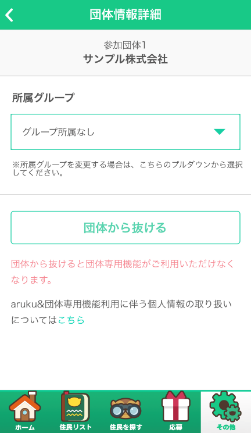 団体情報詳細
参加団体1
サンプル株式会社
所属グループ
グループ所属なし
※所属グループを変更する場合は、こちらのプルダウンから選択
してください。
団体から抜ける
団体から抜けると団体専用機能がご利用いただけなく
なります。
aruku&団体専用機能利用に伴う個人情報の取り扱い
についてはこちら
ホーム
住民リスト
住民を探す
応募
その他